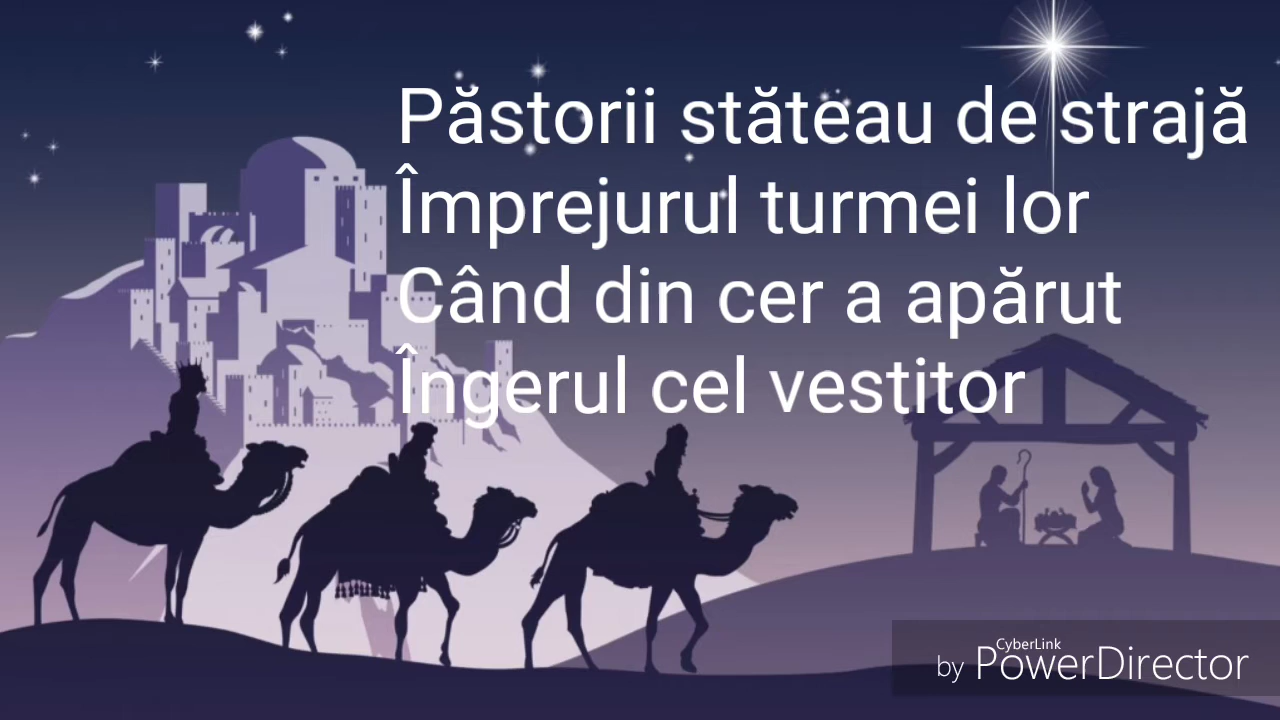 Păstorii stăteau de strajă
Împrejurul turmei lor
Când din cer a apărut
Îngerul cel vestitor
CyberLink
by PowerDirector